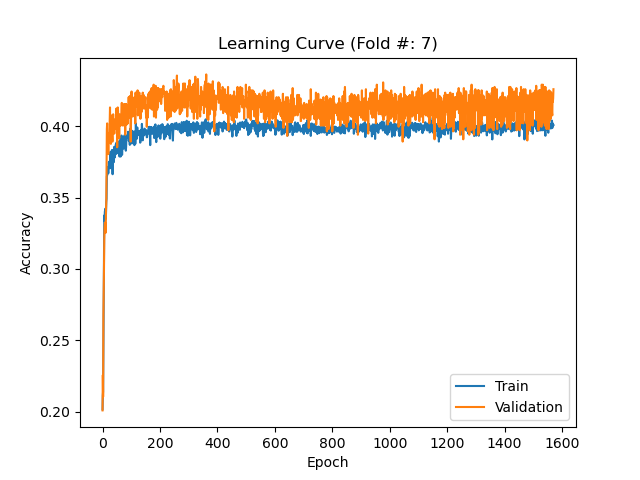 Learning Curve (Fold #: 7)
Accuracy
0.40
0.35
0.30
0.25
0.20
Train
Validation
0 200 400 600 800 1000 1200 1400 1600
Epoch